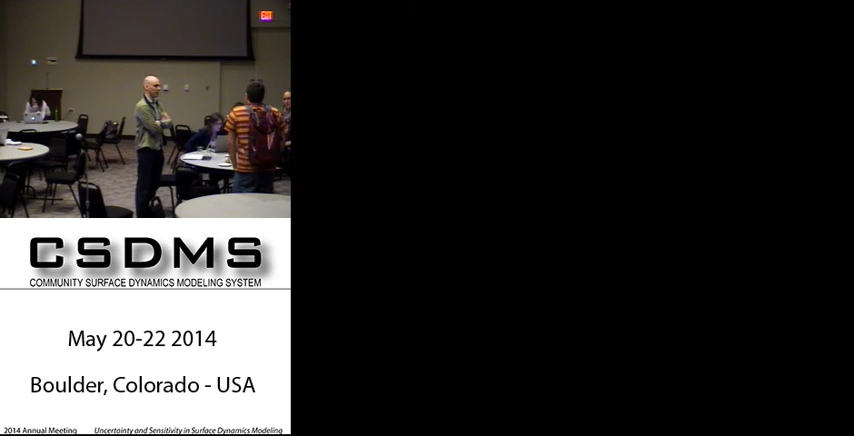 EXIT
CSDMS
COMMUNITY SURFACE DYNAMICS MODELING SYSTEM
May 20-22 2014
Boulder, Colorado - USA
2014 Annual Meeting Uncertainty and Sensitivity in Surface Dynamics Modeling